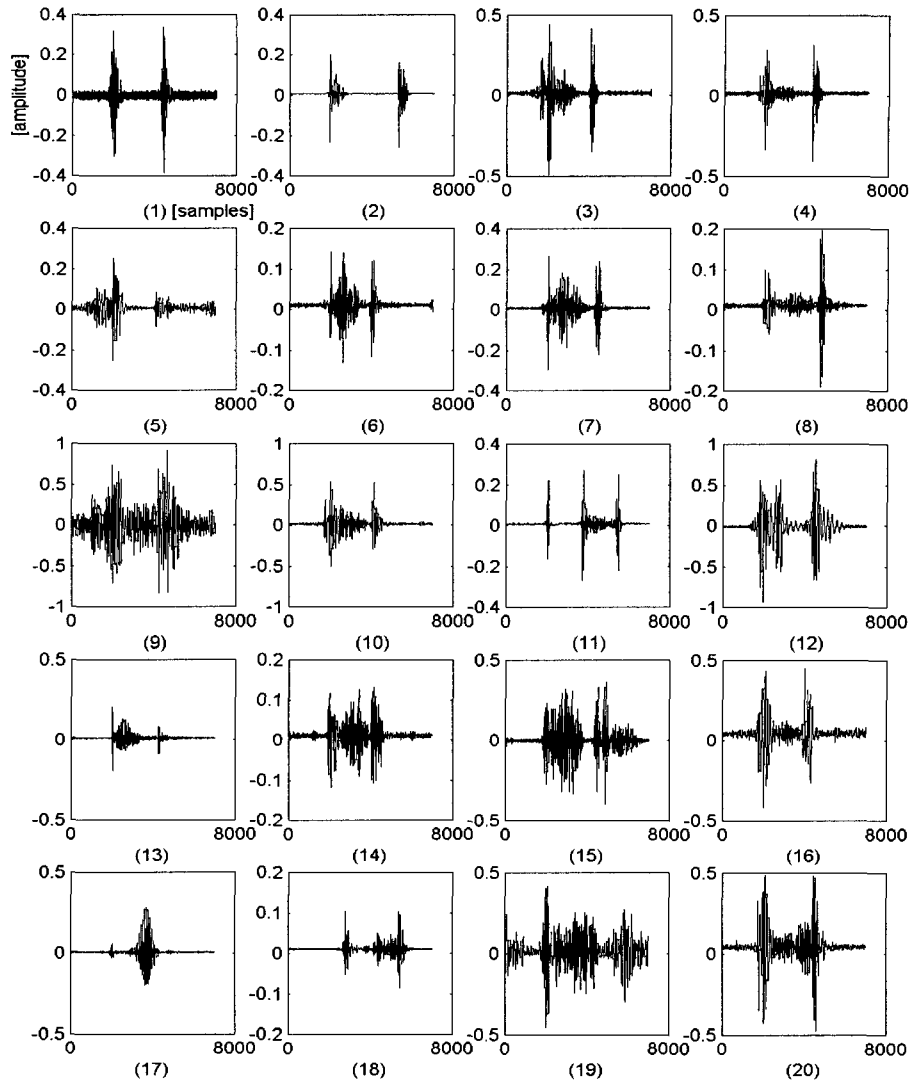 0.4 0.4 0.5 0.5
[amplitude]
0.2 0.2
0 0 0 0
-0.2 -0.2
-0.4 -0.4 -0.5 -0.5
0 8000 0 8000 0 8000 0 8000
(1) [samples] (2) (3) (4)
0.4 0.2 0.4 0.2
0.2 0.1 0.2 0.1
0 0 0 0
-0.2 -0.1 -0.2 -0.1
-0.4 -0.2 -0.4 -0.2
0 8000 0 8000 0 8000 0 8000
(5) (6) (7) (8)
1 1 0.4 1
0.5 0.5 0.2 0.5
0 0 0 0
-0.5 -0.5 -0.2 -0.5
-1 -1 -0.4 -1
0 8000 0 8000 0 8000 0 8000
(9) (10) (11) (12)
0.5 0.2 0.5 0.5
0.1
0 0 0 0
-0.1
-0.5 -0.2 -0.5 -0.5
0 8000 0 8000 0 8000 0 8000
(13) (14) (15) (16)
0.5 0.2 0.5 0.5
0.1
0 0 0 0
-0.1
-0.5 -0.2 -0.5 -0.5
0 8000 0 8000 0 8000 0 8000
(17) (18) (19) (20)